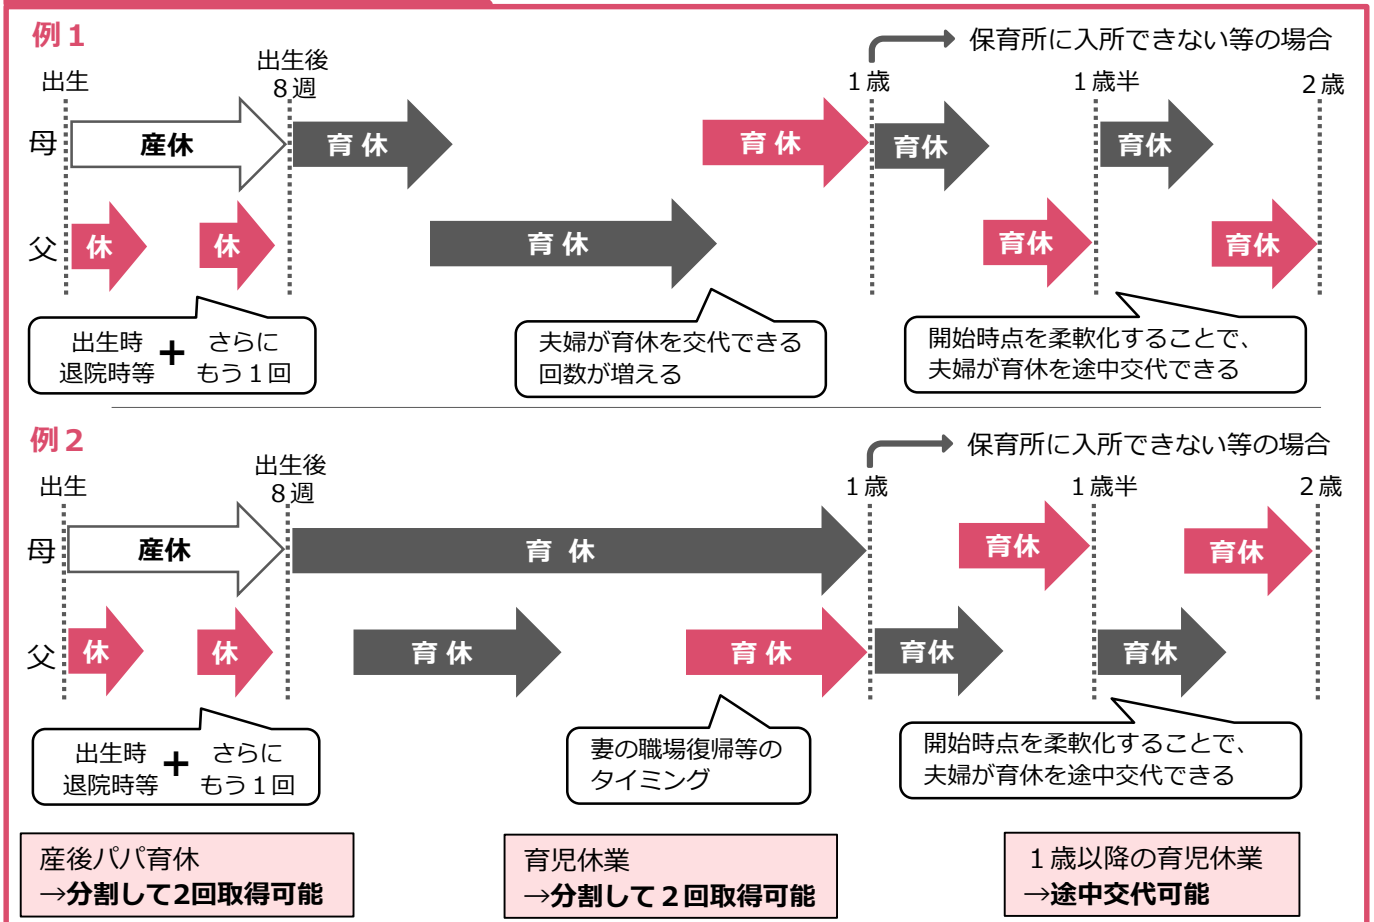 例１
保育所に入所できない等の場合
出生
出生後
８週
１歳
１歳半
２歳
母
産休
育 休
育 休
育休
育休
父
休
休
育 休
育休
育休
出生時
退院時等
＋
さらに
もう１回
夫婦が育休を交代できる
回数が増える
開始時点を柔軟化することで、
夫婦が育休を途中交代できる
例２
保育所に入所できない等の場合
出生
出生後
８週
１歳
１歳半
２歳
母
産休
育 休
育休
育休
父
休
休
育 休
育 休
育休
育休
出生時
退院時等
＋
さらに
もう１回
妻の職場復帰等の
タイミング
開始時点を柔軟化することで、
夫婦が育休を途中交代できる
産後パパ育休
→分割して2回取得可能
育児休業
→分割して２回取得可能
１歳以降の育児休業
→途中交代可能